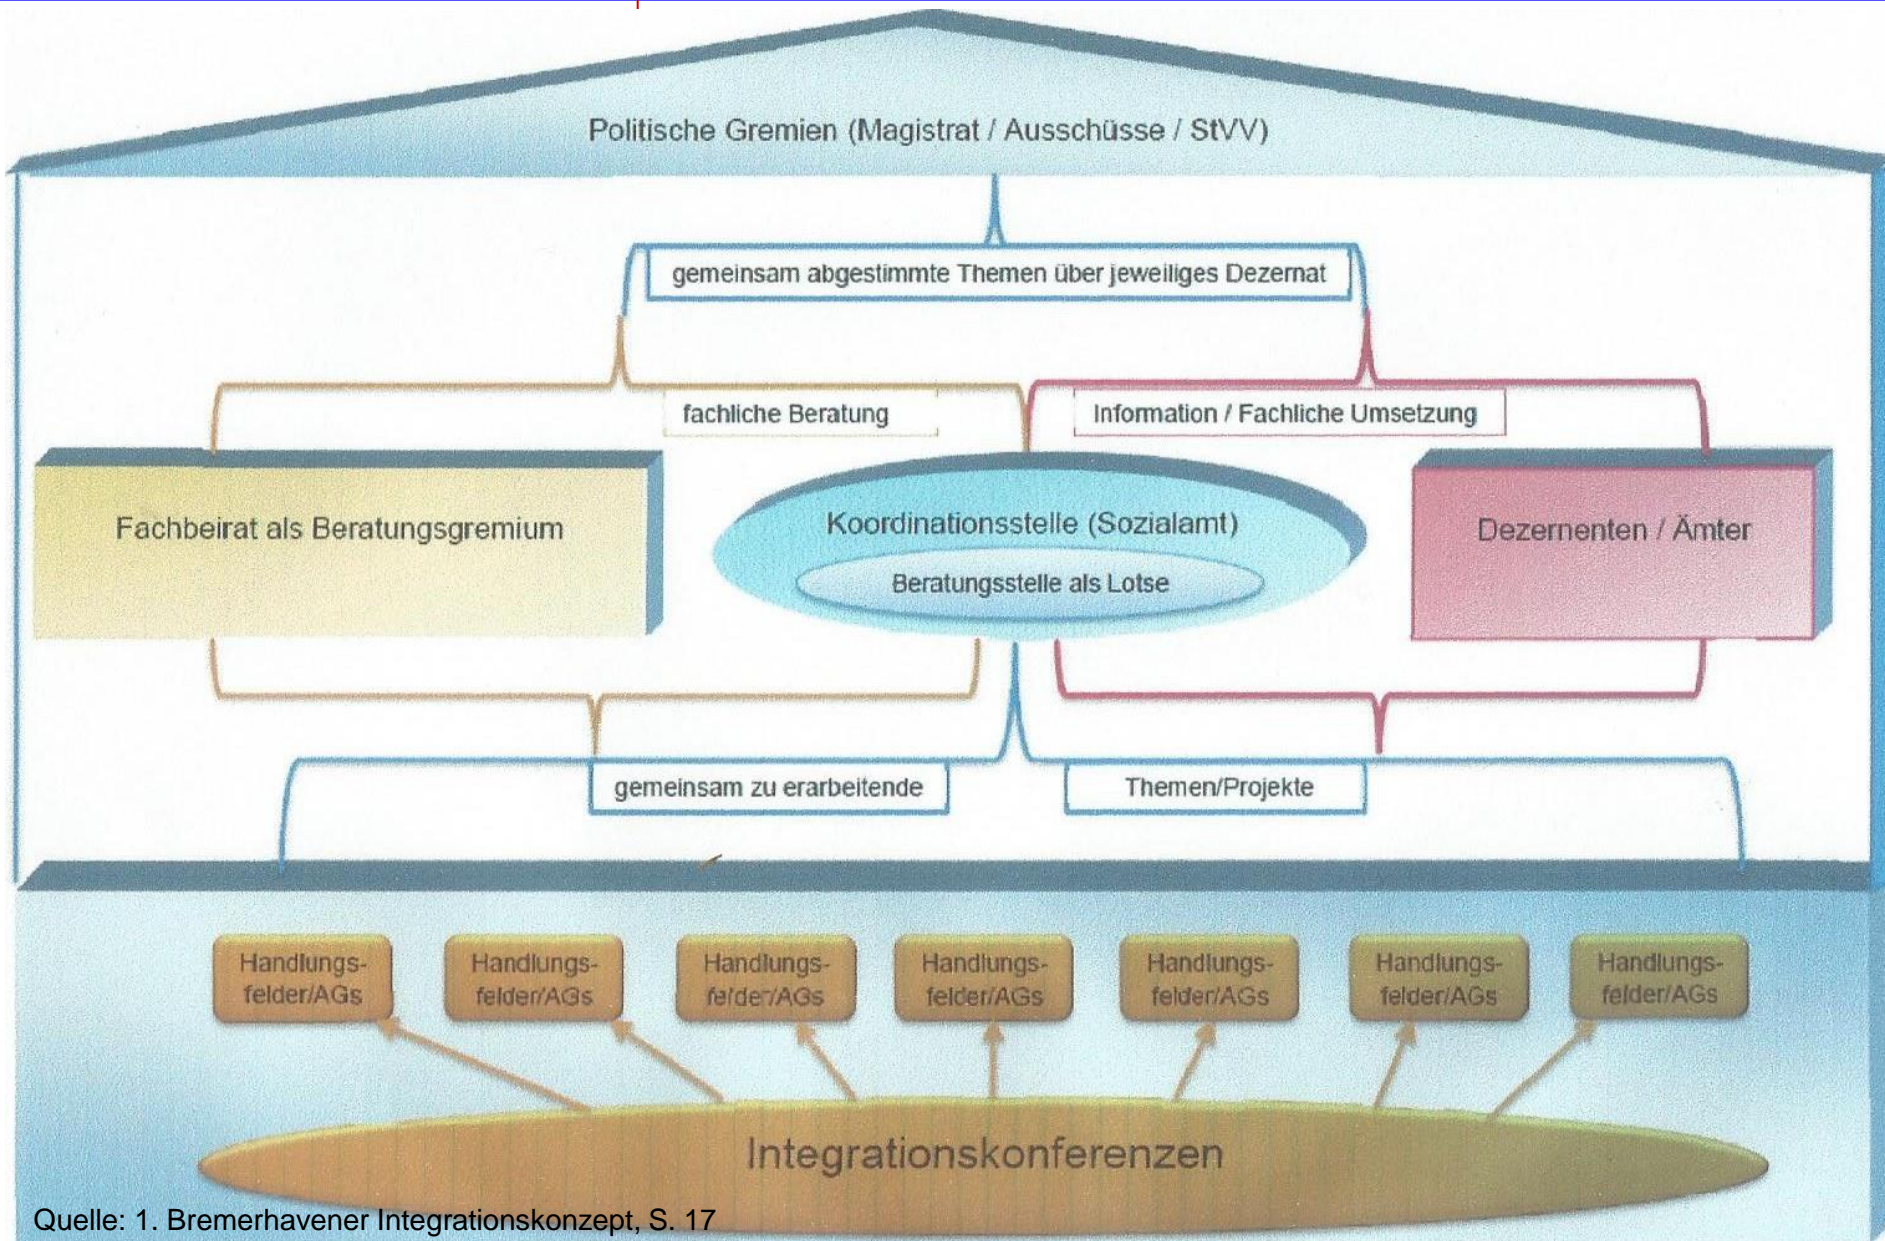 Politische Gremien (Magistrat / Ausschüsse / StVV)
gemeinsam abgestimmte Themen über jeweiliges Dezernat
fachliche Beratung
Information / Fachliche Umsetzung
Fachbeirat als Beratungsgremium
Koordinationsstelle (Sozialamt)
Beratungsstelle als Lotse
Dezernenten / Ämter
gemeinsam zu erarbeitende
Themen/Projekte
Handlungs-
felder/AGs
Handlungs-
felder/AGs
Handlungs-
felder/AGs
Handlungs-
felder/AGs
Handlungs-
felder/AGs
Handlungs-
felder/AGs
Handlungs-
felder/AGs
Integrationskonferenzen
Quelle: 1. Bremerhavener Integrationskonzept, S. 17